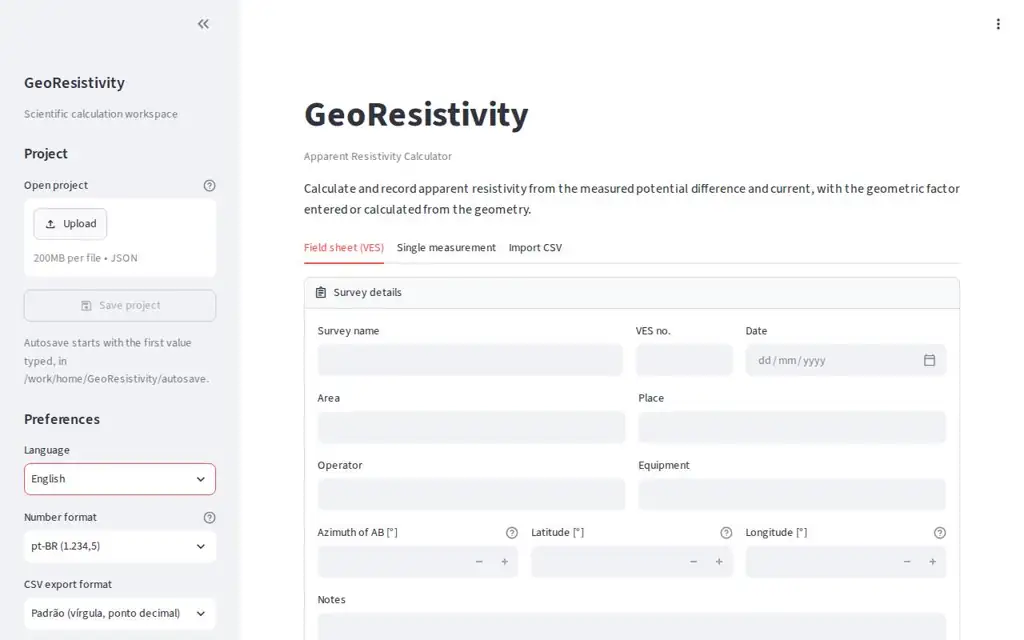 GeoResistivity
Scientific calculation workspace
Project
Open project
Upload
200MB per file • JSON
Save project
Autosave starts with the first value
typed, in
/work/home/GeoResistivity/autosave.
Preferences
Language
English
Number format
pt-BR (1.234,5)
CSV export format
Padrão (vírgula, ponto decimal)
GeoResistivity
Apparent Resistivity Calculator
Calculate and record apparent resistivity from the measured potential difference and current, with the geometric factor
entered or calculated from the geometry.
Field sheet (VES) Single measurement Import CSV
Survey details
Survey name VES no. Date
dd/mm/yyyy
Area Place
Operator Equipment
Azimuth of AB [°] Latitude [°] Longitude [°]
Notes